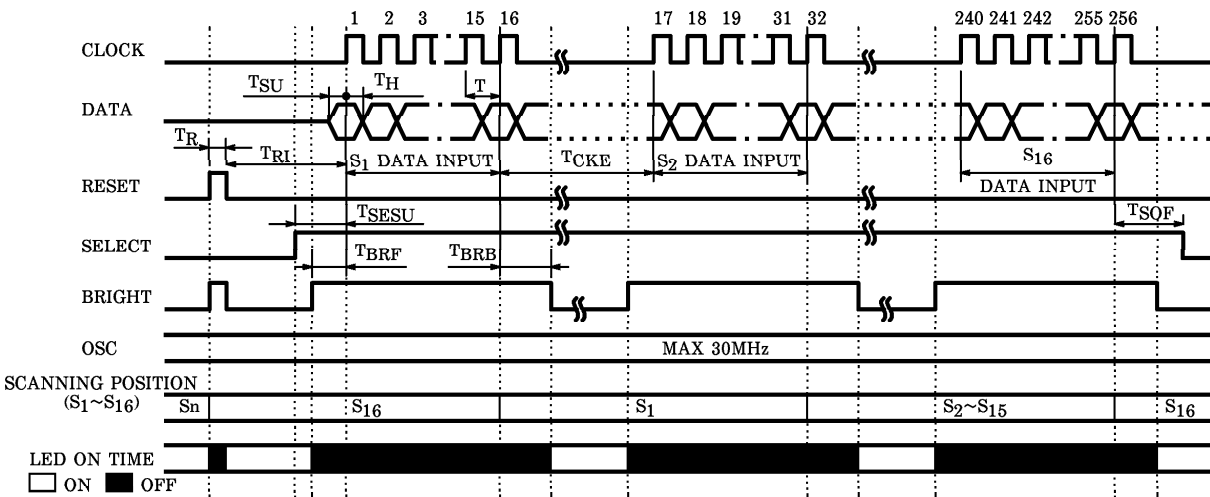 1 2 3 15 16 17 18 19 31 32 240 241 242 255 256
CLOCK
TSU TH T
DATA
TR TRI S1 DATA INPUT TCKE S2 DATA INPUT S16
DATA INPUT
RESET
TSESU TSOF
SELECT
TBRF TBRB
BRIGHT
OSC MAX 30MHz
SCANNING POSITION
(S1~S16) Sn S16 S1 S2~S15 S16
LED ON TIME
ON OFF